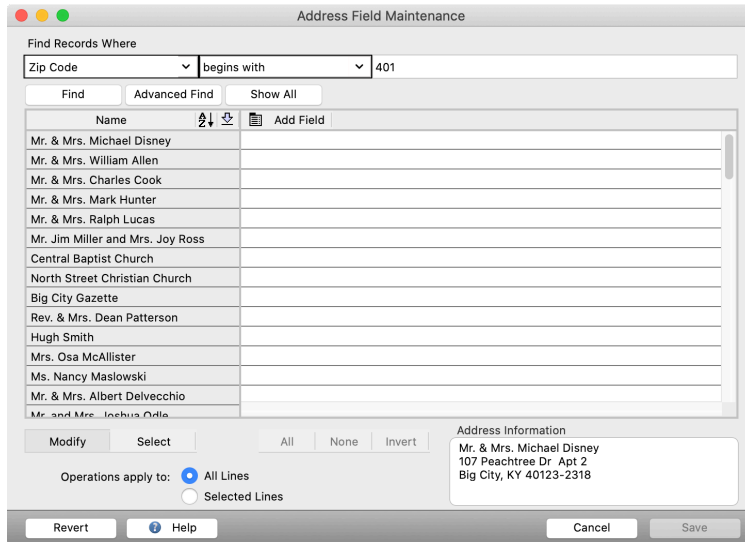 Address Field Maintenance
Find Records Where
Zip Code begins with 401
Find Advanced Find Show All
Name Add Field
Mr. & Mrs. Michael Disney
Mr. & Mrs. William Allen
Mr. & Mrs. Charles Cook
Mr. & Mrs. Mark Hunter
Mr. & Mrs. Ralph Lucas
Mr. Jim Miller and Mrs. Joy Ross
Central Baptist Church
North Street Christian Church
Big City Gazette
Rev. & Mrs. Dean Patterson
Hugh Smith
Mrs. Osa McAllister
Ms. Nancy Maslowski
Mr. & Mrs. Albert Delvecchio
Mr. and Mrs. Joshua Odle
Modify Select All None Invert
Operations apply to: All Lines
Selected Lines
Address Information
Mr. & Mrs. Michael Disney
107 Peachtree Dr Apt 2
Big City, KY 40123-2318
Revert Help Cancel Save